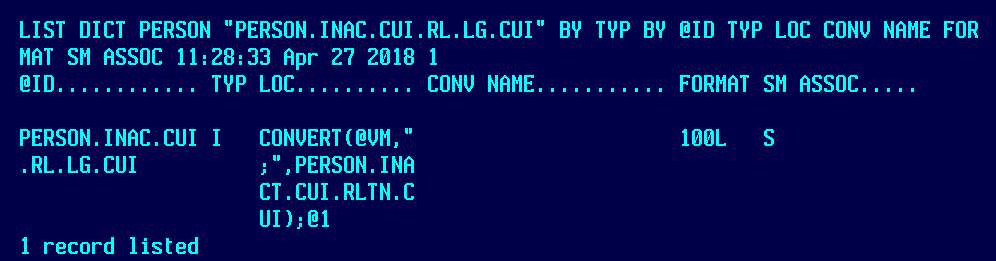 LIST DICT PERSON "PERSON.INAC.CUI.RL.LG.CUI" BY TYP BY @ID TYP LOC CONV NAME FOR
MAT SM ASSOC 11:28:33 Apr 27 2018 1
@ID............ TYP LOC.......... CONV NAME........... FORMAT SM ASSOC.....
PERSON.INAC.CUI I   CONVERT(@VM,"                      100L   S
.RL.LG.CUI          ;",PERSON.INA
                    CT.CUI.RLTN.C
                    UI);@1
1 record listed